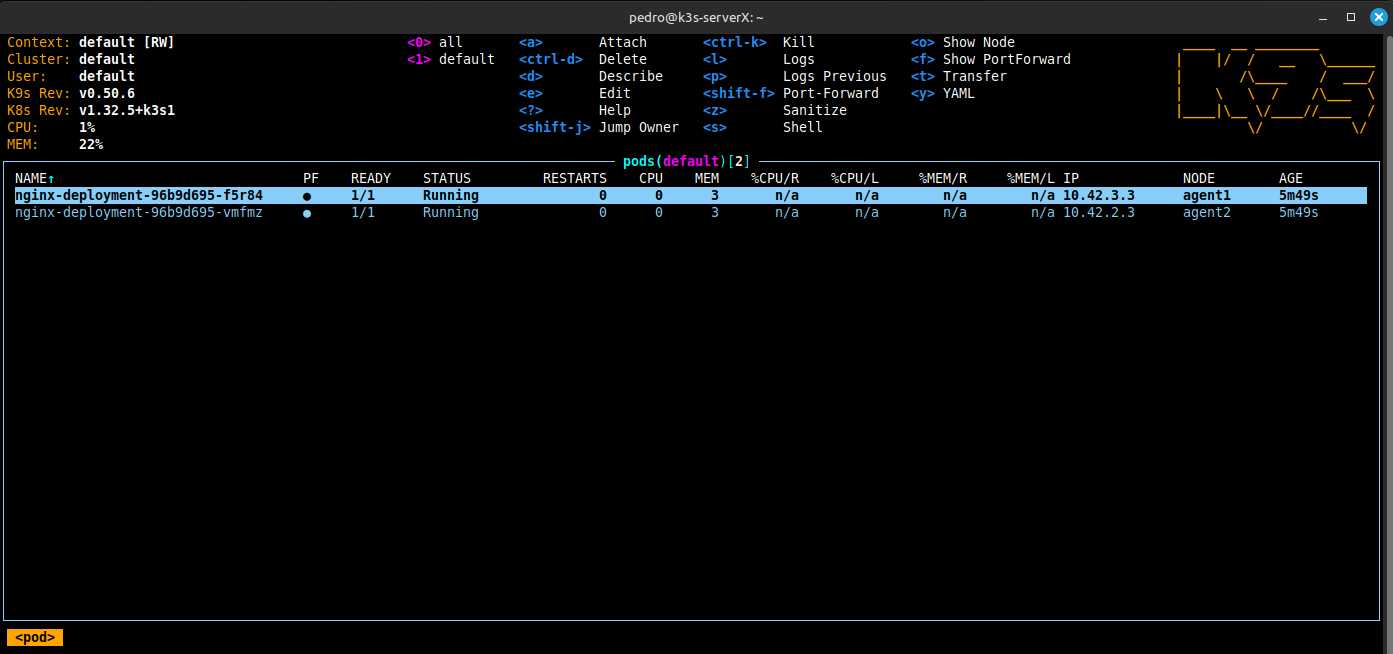 pedro@k3s-serverX: ~
Context: default [RW] <0> all <a> Attach <ctrl-k> Kill <o> Show Node
Cluster: default <1> default <ctrl-d> Delete <l> Logs <f> Show PortForward
User: default <d> Describe <p> Logs Previous <t> Transfer
K9s Rev: v0.50.6 <e> Edit <shift-f> Port-Forward <y> YAML
K8s Rev: v1.32.5+k3s1 <?> Help <z> Sanitize
CPU: 1% <shift-j> Jump Owner <s> Shell
MEM: 22%
pods(default)[2]
NAME↑ PF READY STATUS RESTARTS CPU MEM %CPU/R %CPU/L %MEM/R %MEM/L IP NODE AGE
nginx-deployment-96b9d695-f5r84 ● 1/1 Running 0 0 3 n/a n/a n/a n/a 10.42.3.3 agent1 5m49s
nginx-deployment-96b9d695-vmfmz ● 1/1 Running 0 0 3 n/a n/a n/a n/a 10.42.2.3 agent2 5m49s
<pod>